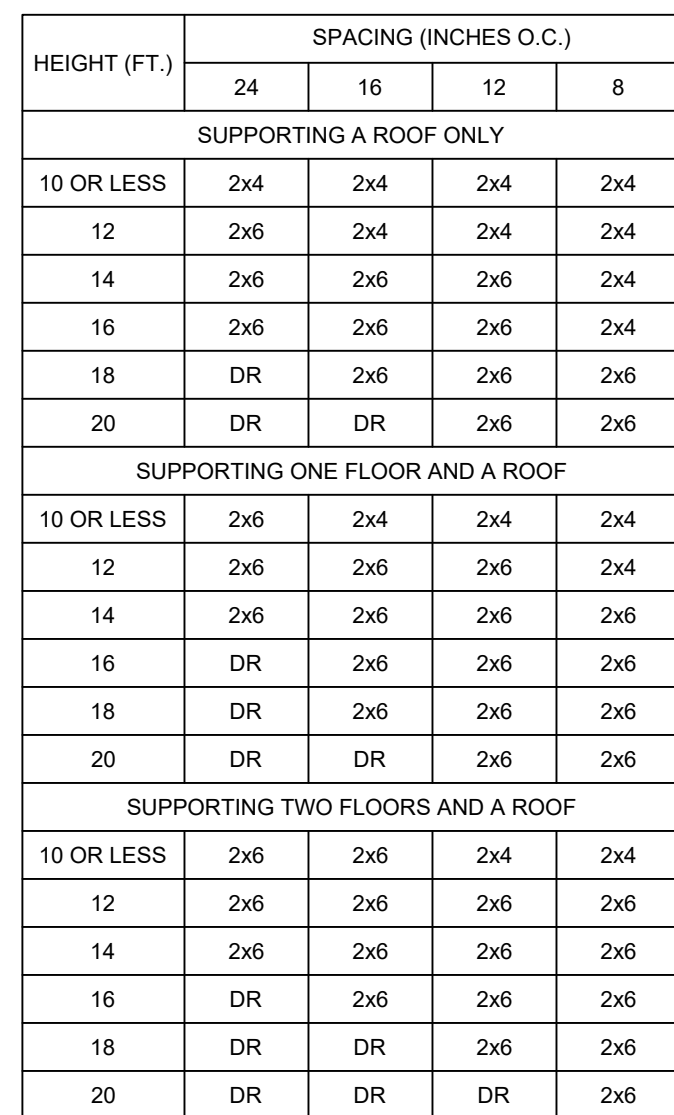 HEIGHT (FT.) SPACING (INCHES O.C.)
24 16 12 8
SUPPORTING A ROOF ONLY
10 OR LESS 2x4 2x4 2x4 2x4
12 2x6 2x4 2x4 2x4
14 2x6 2x6 2x6 2x4
16 2x6 2x6 2x6 2x4
18 DR 2x6 2x6 2x6
20 DR DR 2x6 2x6
SUPPORTING ONE FLOOR AND A ROOF
10 OR LESS 2x6 2x4 2x4 2x4
12 2x6 2x6 2x6 2x4
14 2x6 2x6 2x6 2x6
16 DR 2x6 2x6 2x6
18 DR 2x6 2x6 2x6
20 DR DR 2x6 2x6
SUPPORTING TWO FLOORS AND A ROOF
10 OR LESS 2x6 2x6 2x4 2x4
12 2x6 2x6 2x6 2x6
14 2x6 2x6 2x6 2x6
16 DR 2x6 2x6 2x6
18 DR DR 2x6 2x6
20 DR DR DR 2x6